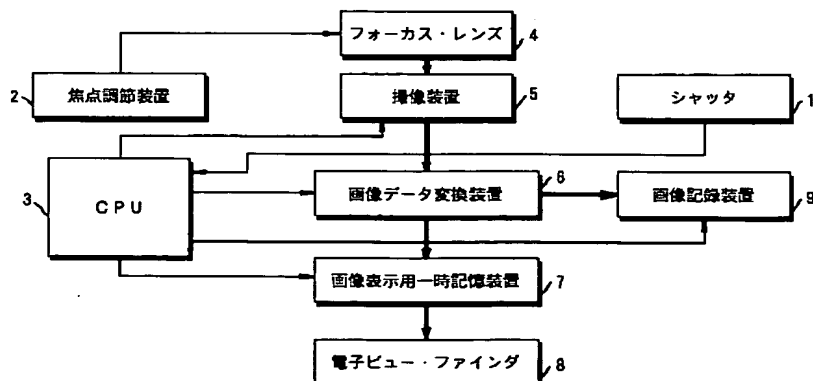 フォーカス・レンズ
4
2
焦点調節装置
撮像装置
5
シャッタ
1
3
CPU
画像データ変換装置
6
画像記録装置
9
画像表示用一時記憶装置
7
電子ビュー・ファインダ
8